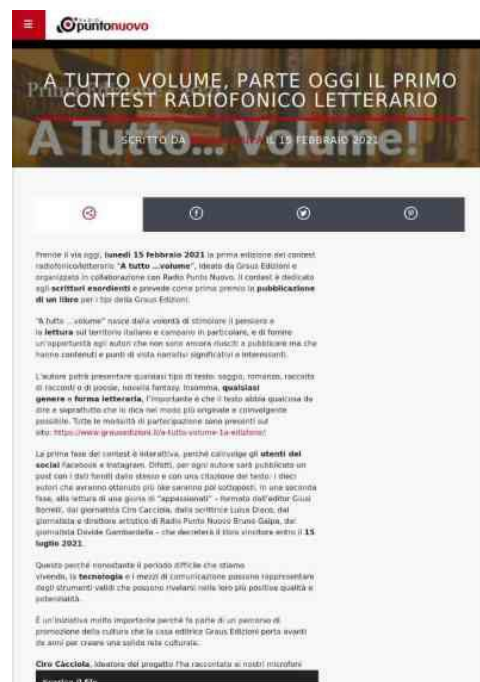 RADIO
puntonuovo
A TUTTO VOLUME, PARTE OGGI IL PRIMO
CONTEST RADIOFONICO LETTERARIO
A Tutto... Volume!
SCRITTO DA IL 15 FEBBRAIO 2021
Prende il via oggi, lunedì 15 febbraio 2021 la prima edizione del contest
radiofonico/letterario "A tutto ...volume", ideato da Graus Edizioni e
organizzato in collaborazione con Radio Punto Nuovo. Il contest è dedicato
agli scrittori esordienti e prevede come primo premio la pubblicazione
di un libro per i tipi della Graus Edizioni.
"A tutto ...volume" nasce dalla volontà di stimolare il pensiero e
la lettura sul territorio italiano e campano in particolare, e di fornire
un'opportunità agli autori che non sono ancora riusciti a pubblicare ma che
hanno contenuti e punti di vista narrativi significativi e interessanti.
L'autore potrà presentare qualsiasi tipo di testo: saggio, romanzo, raccolta
di racconti o di poesie, novella fantasy. Insomma, qualsiasi
genere e forma letteraria, l'importante è che il testo abbia qualcosa da
dire e soprattutto che lo dica nel modo più originale e coinvolgente
possibile. Tutte le modalità di partecipazione sono presenti sul
sito: https://www.grausedizioni.it/a-tutto-volume-1a-edizione/
La prima fase del contest è interattiva, perché coinvolge gli utenti dei
social Facebook e Instagram. Difatti, per ogni autore sarà pubblicato un
post con i dati forniti dallo stesso e con una citazione del testo: i dieci
autori che avranno ottenuto più like saranno poi sottoposti, in una seconda
fase, alla lettura di una giuria di "appassionati" – formata dall'editor Giusi
Borrelli, dal giornalista Ciro Cacciola, dalla scrittrice Luisa Disco, dal
giornalista e direttore artistico di Radio Punto Nuovo Bruno Gaipa, dal
giornalista Davide Gambardella – che decreterà il libro vincitore entro il 15
luglio 2021.
Questo perché nonostante il periodo difficile che stiamo
vivendo, la tecnologia e i mezzi di comunicazione possono rappresentare
degli strumenti validi che possono rivelarsi nelle loro più positive qualità e
potenzialità.
È un'iniziativa molto importante perché fa parte di un percorso di
promozione della cultura che la casa editrice Graus Edizioni porta avanti
da anni per creare una solida rete culturale.
Ciro Càcciola, ideatore del progetto l'ha raccontato ai nostri microfoni